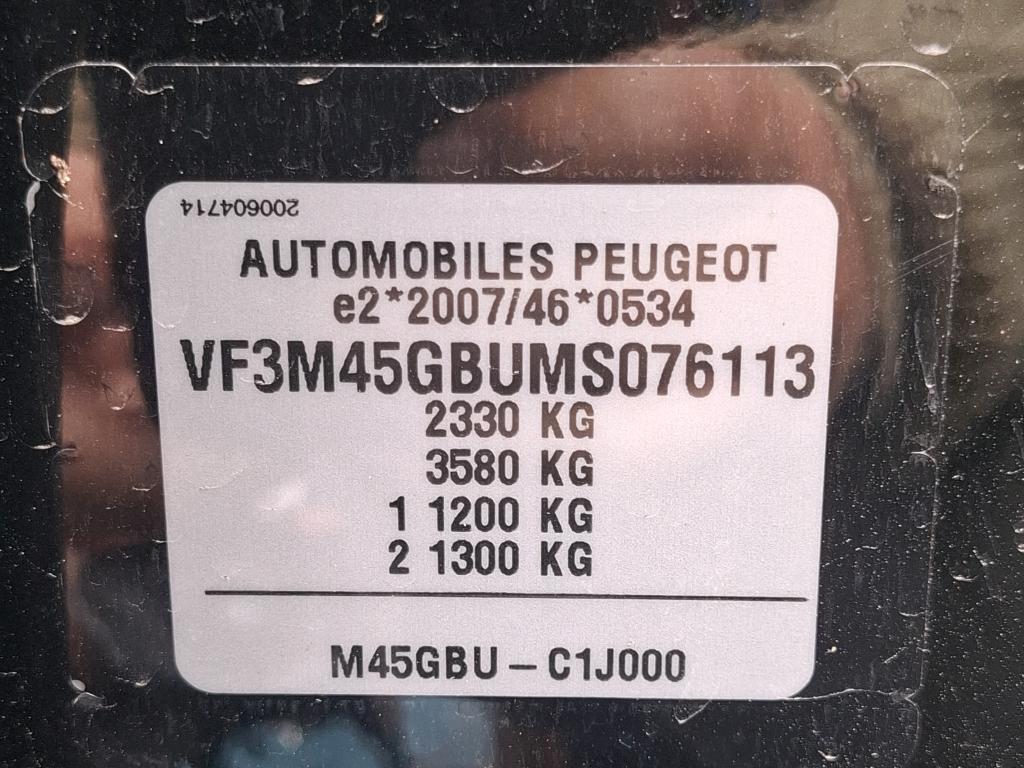 200604714
AUTOMOBILES PEUGEOT
e2*2007/46*0534
VF3M45GBUMS076113
2330 KG
3580 KG
1 1200 KG
2 1300 KG
M45GBU – C1J000